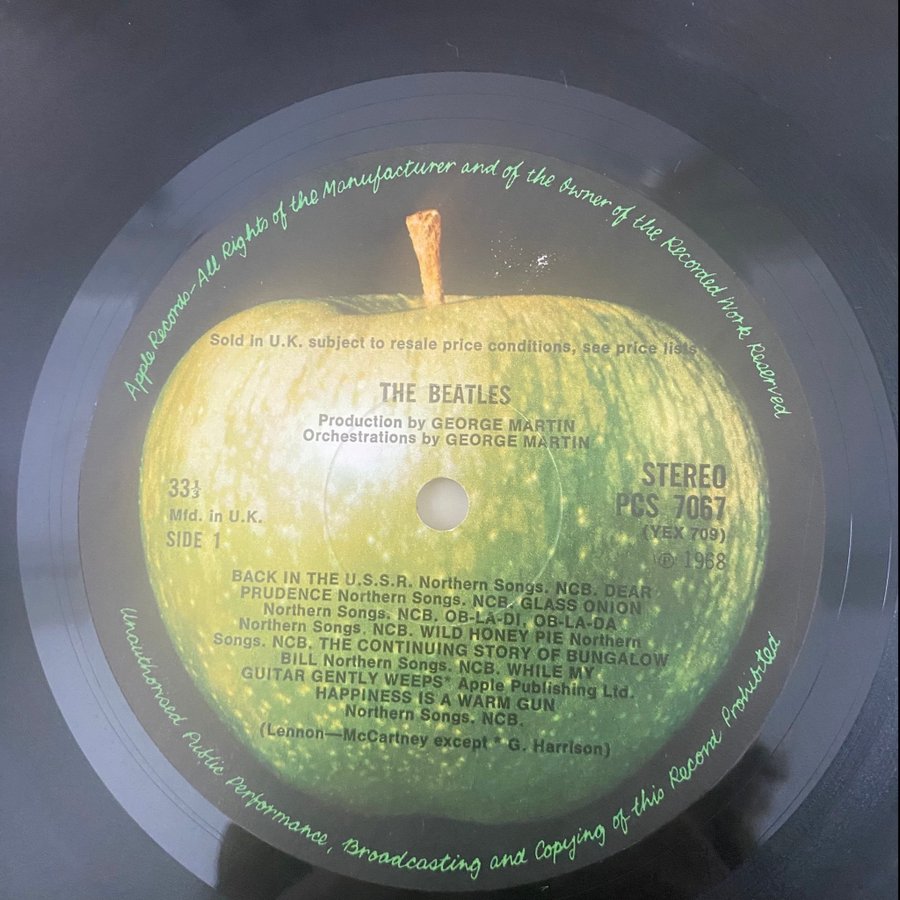 Apple Records-All Rights of the Manufacturer and of the Owner of the Recorded Work Reserved
Sold in U.K. subject to resale price conditions, see price lists
THE BEATLES
Production by GEORGE MARTIN
Orchestrations by GEORGE MARTIN
33⅓
Mfd. in U.K.
SIDE 1
STEREO
PCS 7067
(YEX 709)
℗ 1968
BACK IN THE U.S.S.R. Northern Songs. NCB. DEAR
PRUDENCE Northern Songs. NCB. GLASS ONION
Northern Songs. NCB. OB-LA-DI, OB-LA-DA
Northern Songs. NCB. WILD HONEY PIE Northern
Songs. NCB. THE CONTINUING STORY OF BUNGALOW
BILL Northern Songs. NCB. WHILE MY
GUITAR GENTLY WEEPS* Apple Publishing Ltd.
HAPPINESS IS A WARM GUN
Northern Songs. NCB.
(Lennon—McCartney except * G. Harrison)
Unauthorised Public Performance, Broadcasting and Copying of this Record Prohibited